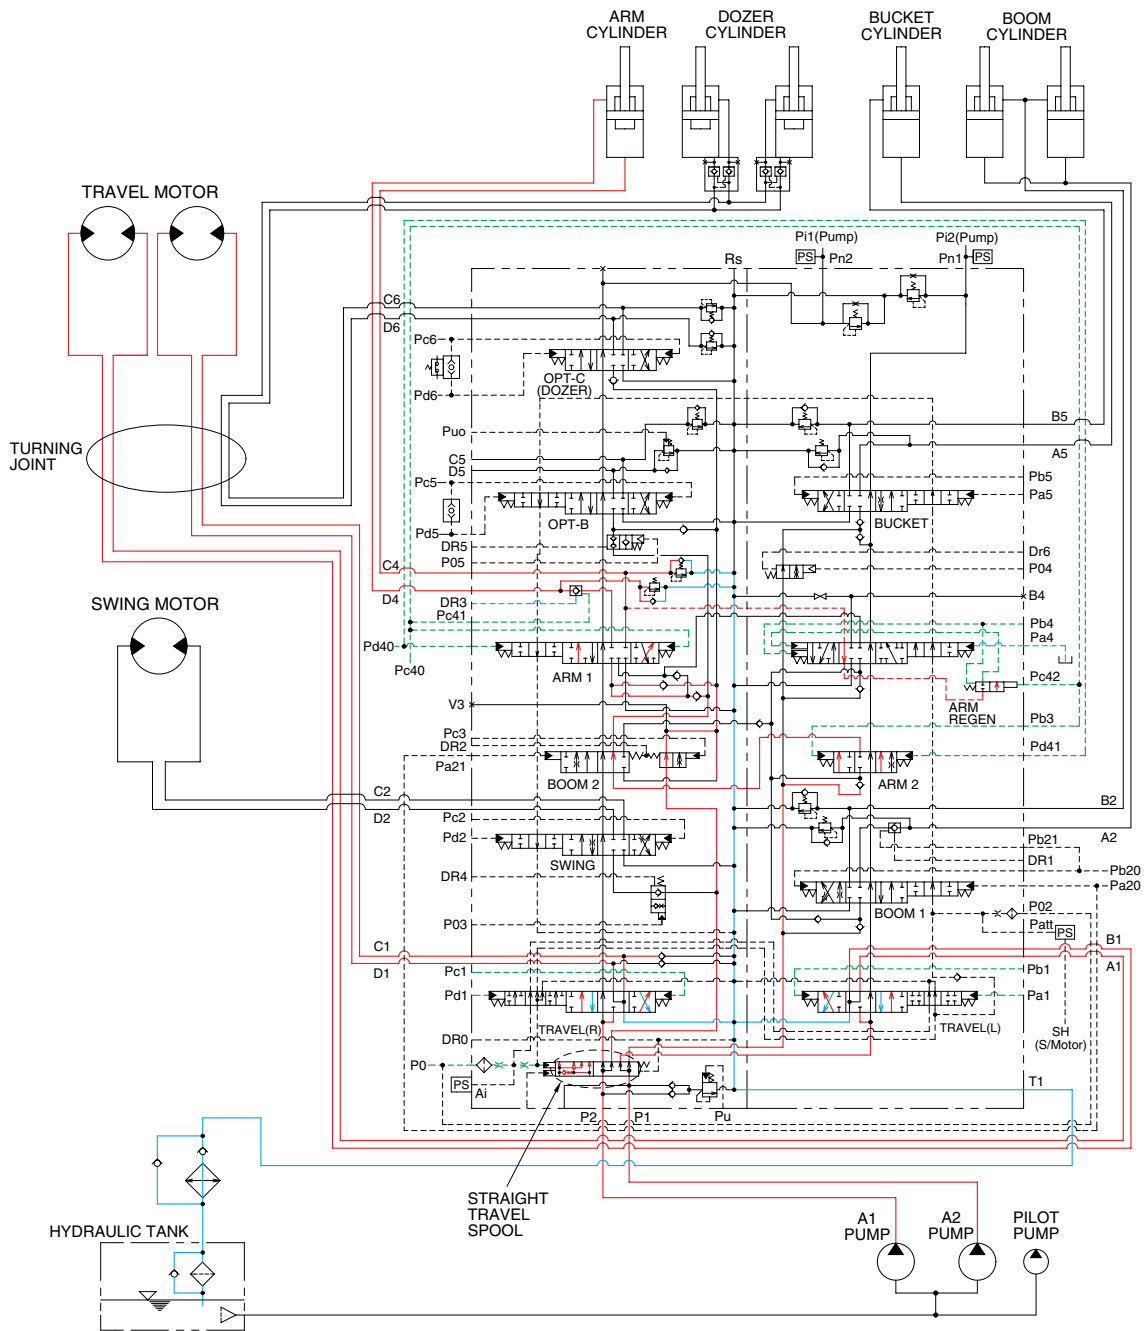 ARM
CYLINDER
DOZER
CYLINDER
BUCKET
CYLINDER
BOOM
CYLINDER
TRAVEL MOTOR
Pi1(Pump)
Pi2(Pump)
PS
Pn2
Pn1
PS
Rs
C6
D6
Pc6
Pd6
OPT-C
(DOZER)
TURNING
JOINT
Puo
C5
D5
Pc5
Pd5
OPT-B
BUCKET
B5
A5
Pb5
Pa5
DR5
P05
Dr6
P04
C4
D4
DR3
Pc41
Pd40
Pc40
ARM 1
B4
Pb4
Pa4
Pc42
ARM
REGEN
SWING MOTOR
V3
Pc3
DR2
Pa21
BOOM 2
ARM 2
Pb3
Pd41
C2
D2
Pc2
Pd2
SWING
B2
A2
Pb21
DR1
Pb20
Pa20
DR4
P03
BOOM 1
P02
Patt
PS
C1
D1
Pc1
Pd1
TRAVEL(R)
TRAVEL(L)
B1
A1
Pb1
Pa1
SH
(S/Motor)
DR0
P0
PS
Ai
P2
P1
Pu
T1
STRAIGHT
TRAVEL
SPOOL
HYDRAULIC TANK
A1
PUMP
A2
PUMP
PILOT
PUMP